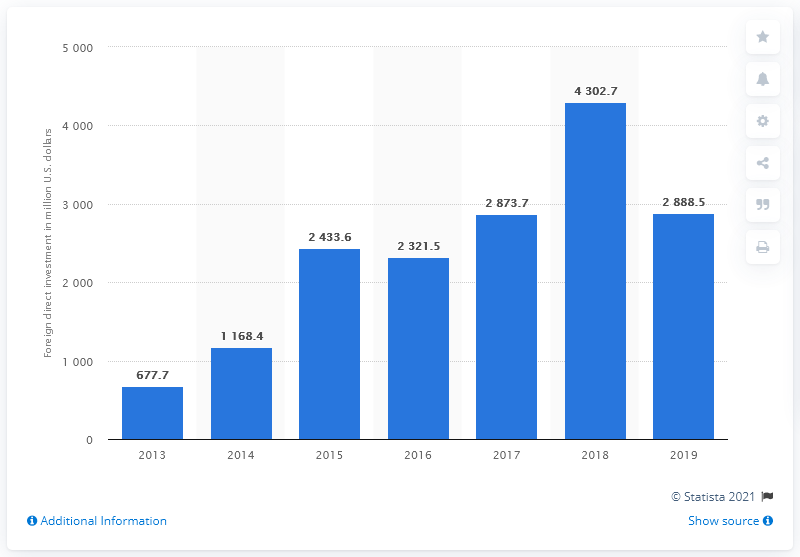 5 000
4 000
3 000
2 000
1 000
0
Foreign direct investment in million U.S. dollars
677.7
1 168.4
2 433.6
2 321.5
2 873.7
4 302.7
2 888.5
2013 2014 2015 2016 2017 2018 2019
© Statista 2021
Additional Information
Show source